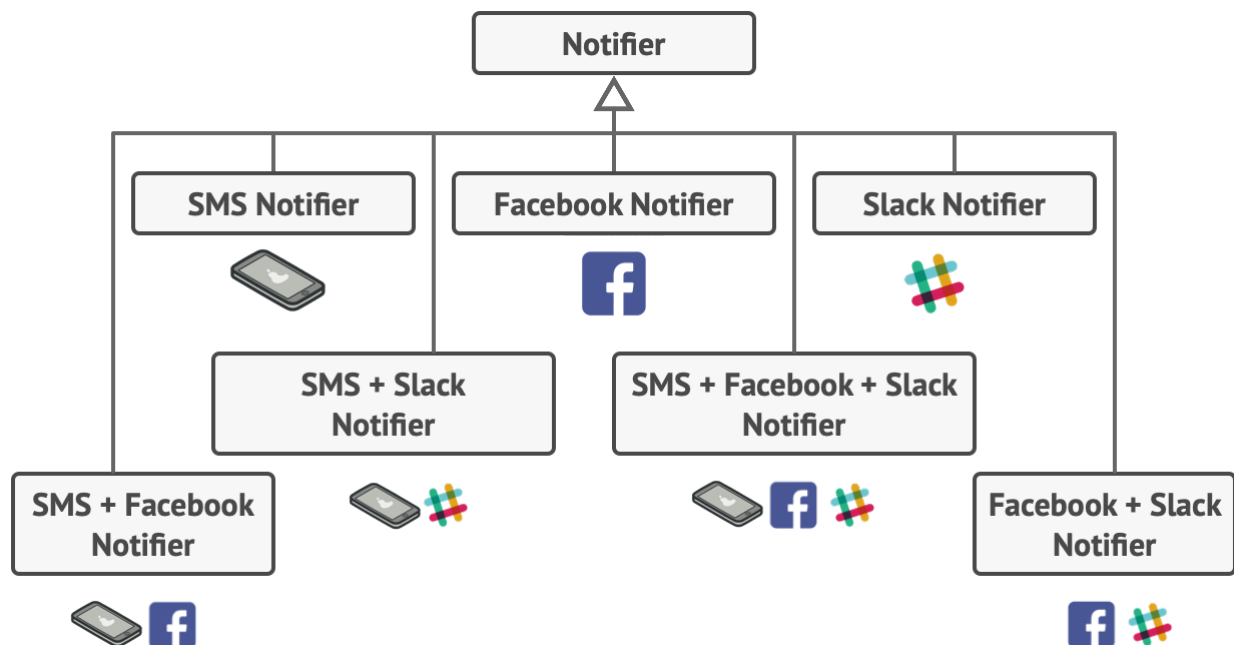 Notifier
SMS Notifier
Facebook Notifier
Slack Notifier
SMS + Slack
Notifier
SMS + Facebook + Slack
Notifier
SMS + Facebook
Notifier
Facebook + Slack
Notifier